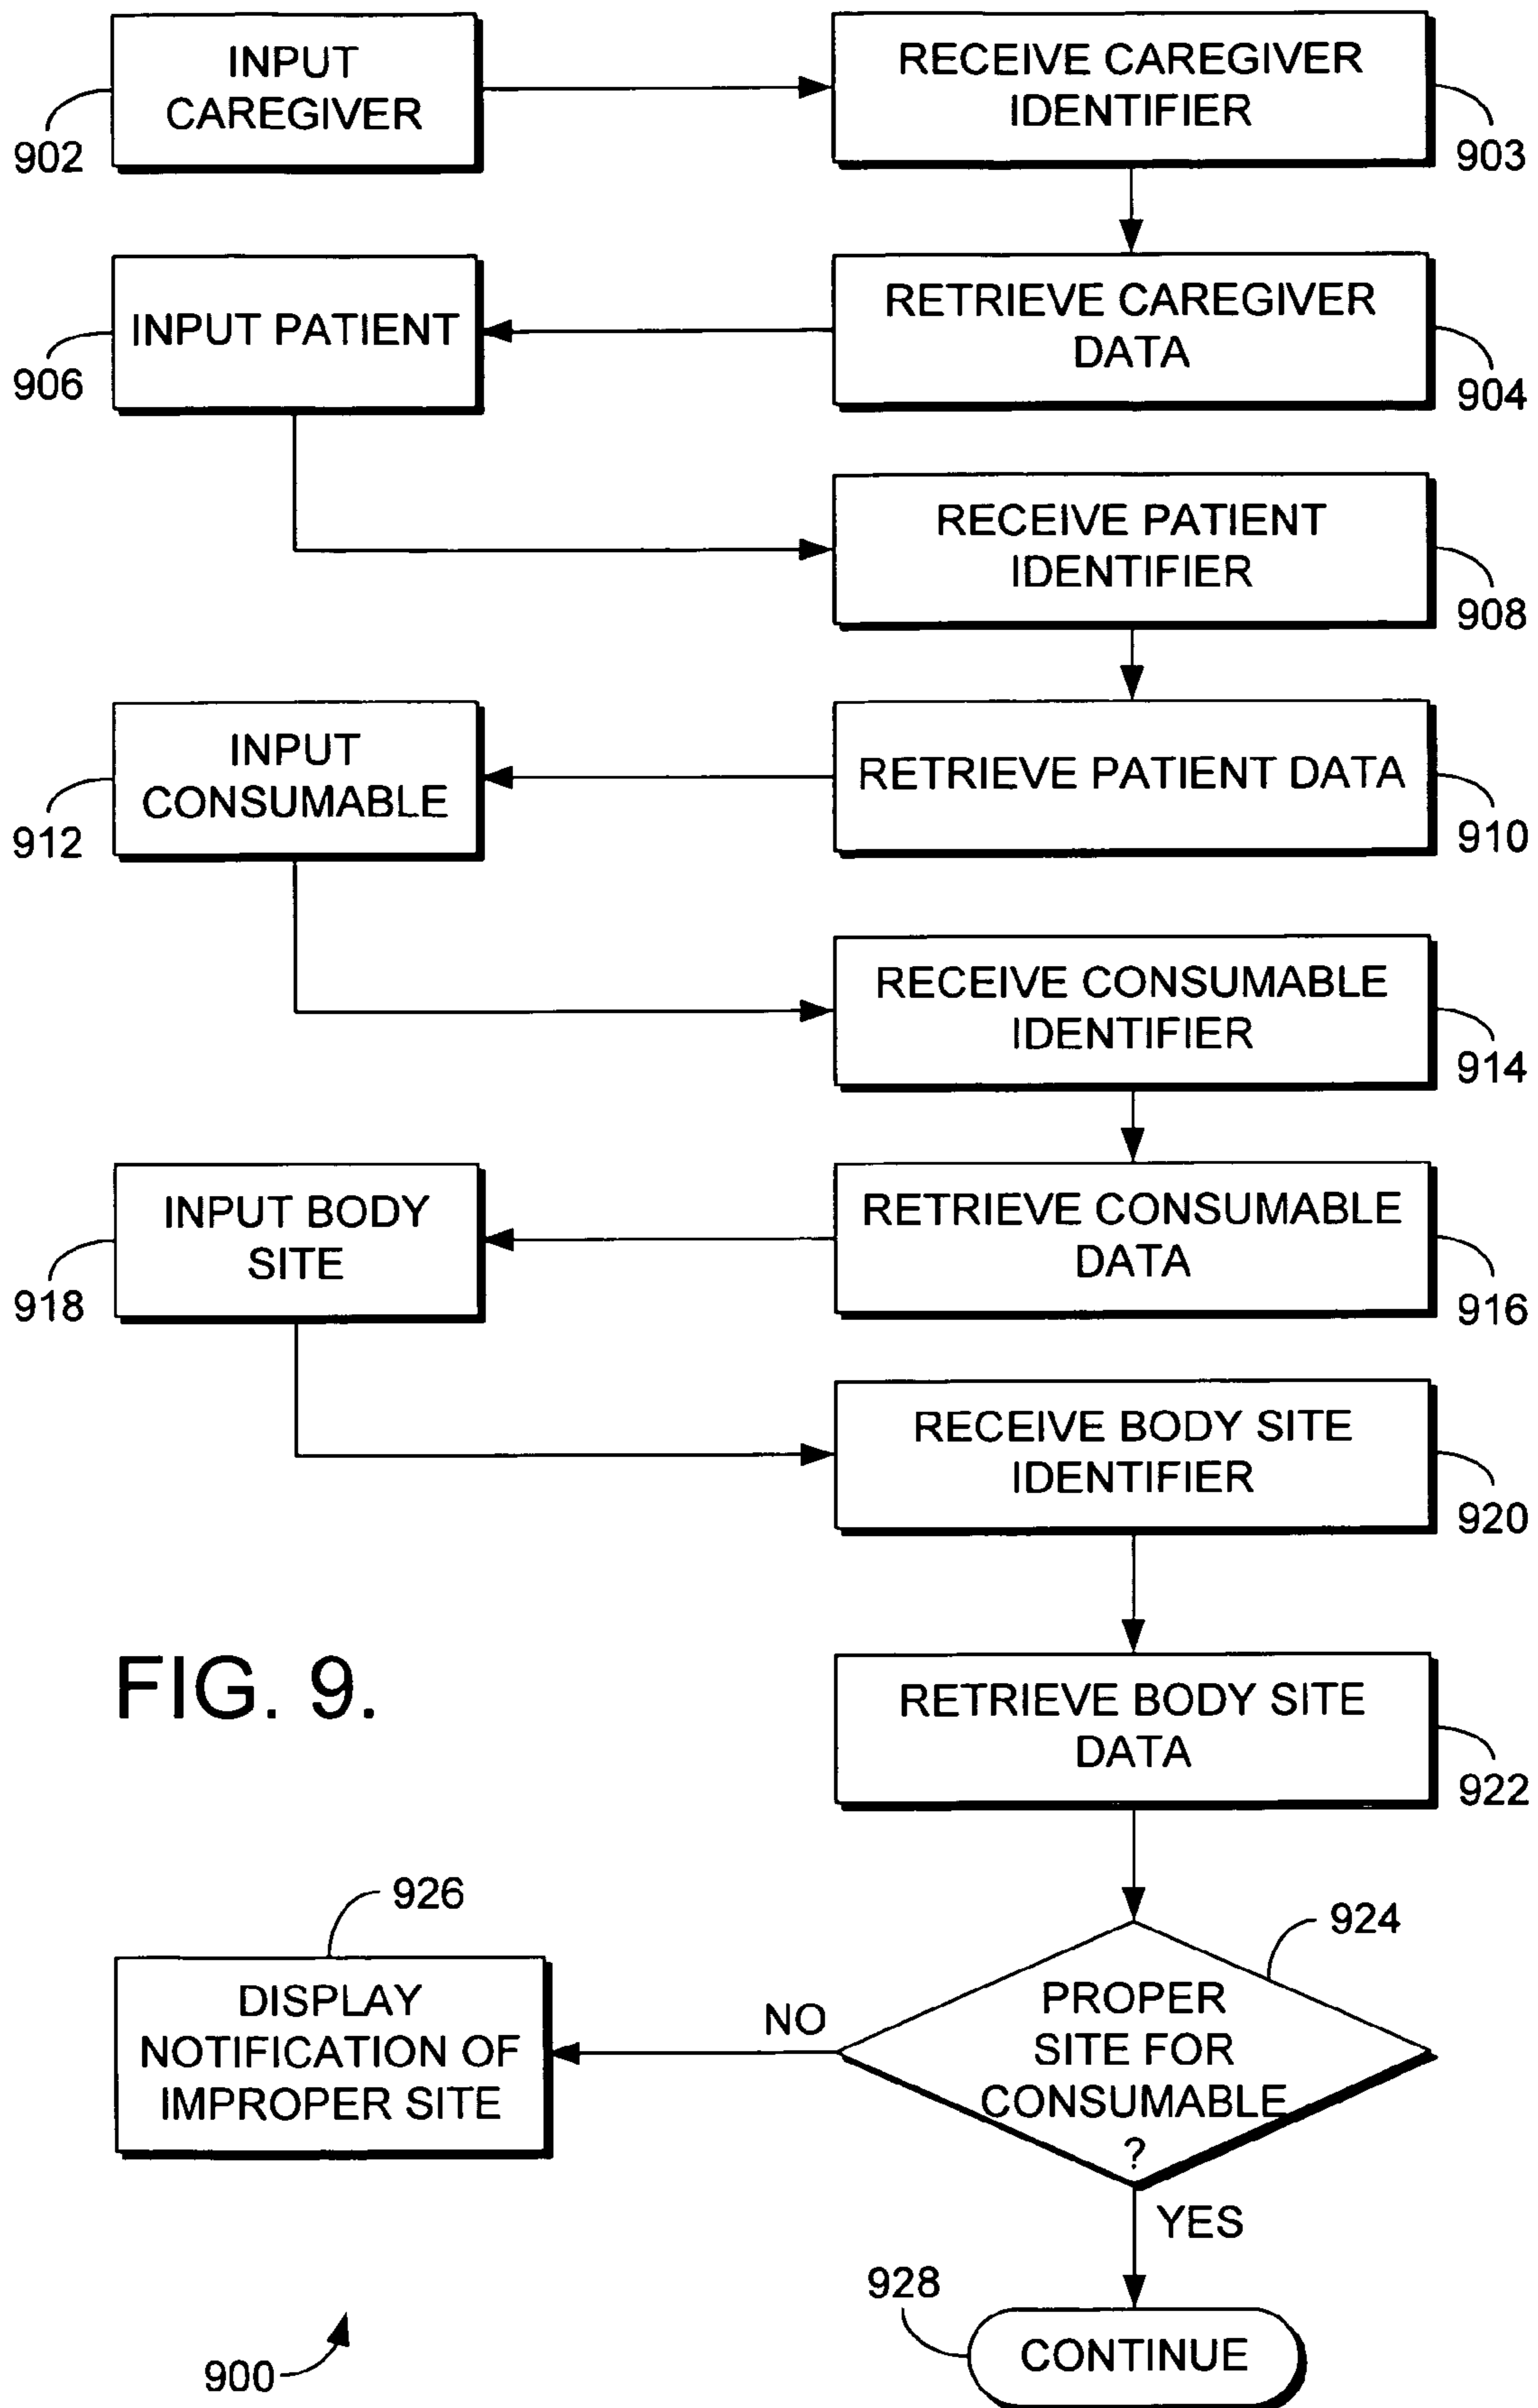 INPUT
CAREGIVER
902
RECEIVE CAREGIVER
IDENTIFIER
903
RETRIEVE CAREGIVER
DATA
904
INPUT PATIENT
906
RECEIVE PATIENT
IDENTIFIER
908
RETRIEVE PATIENT DATA
910
INPUT
CONSUMABLE
912
RECEIVE CONSUMABLE
IDENTIFIER
914
RETRIEVE CONSUMABLE
DATA
916
INPUT BODY
SITE
918
RECEIVE BODY SITE
IDENTIFIER
920
FIG. 9.
RETRIEVE BODY SITE
DATA
922
PROPER
SITE FOR
CONSUMABLE
?
924
NO
926
DISPLAY
NOTIFICATION OF
IMPROPER SITE
YES
928
CONTINUE
900